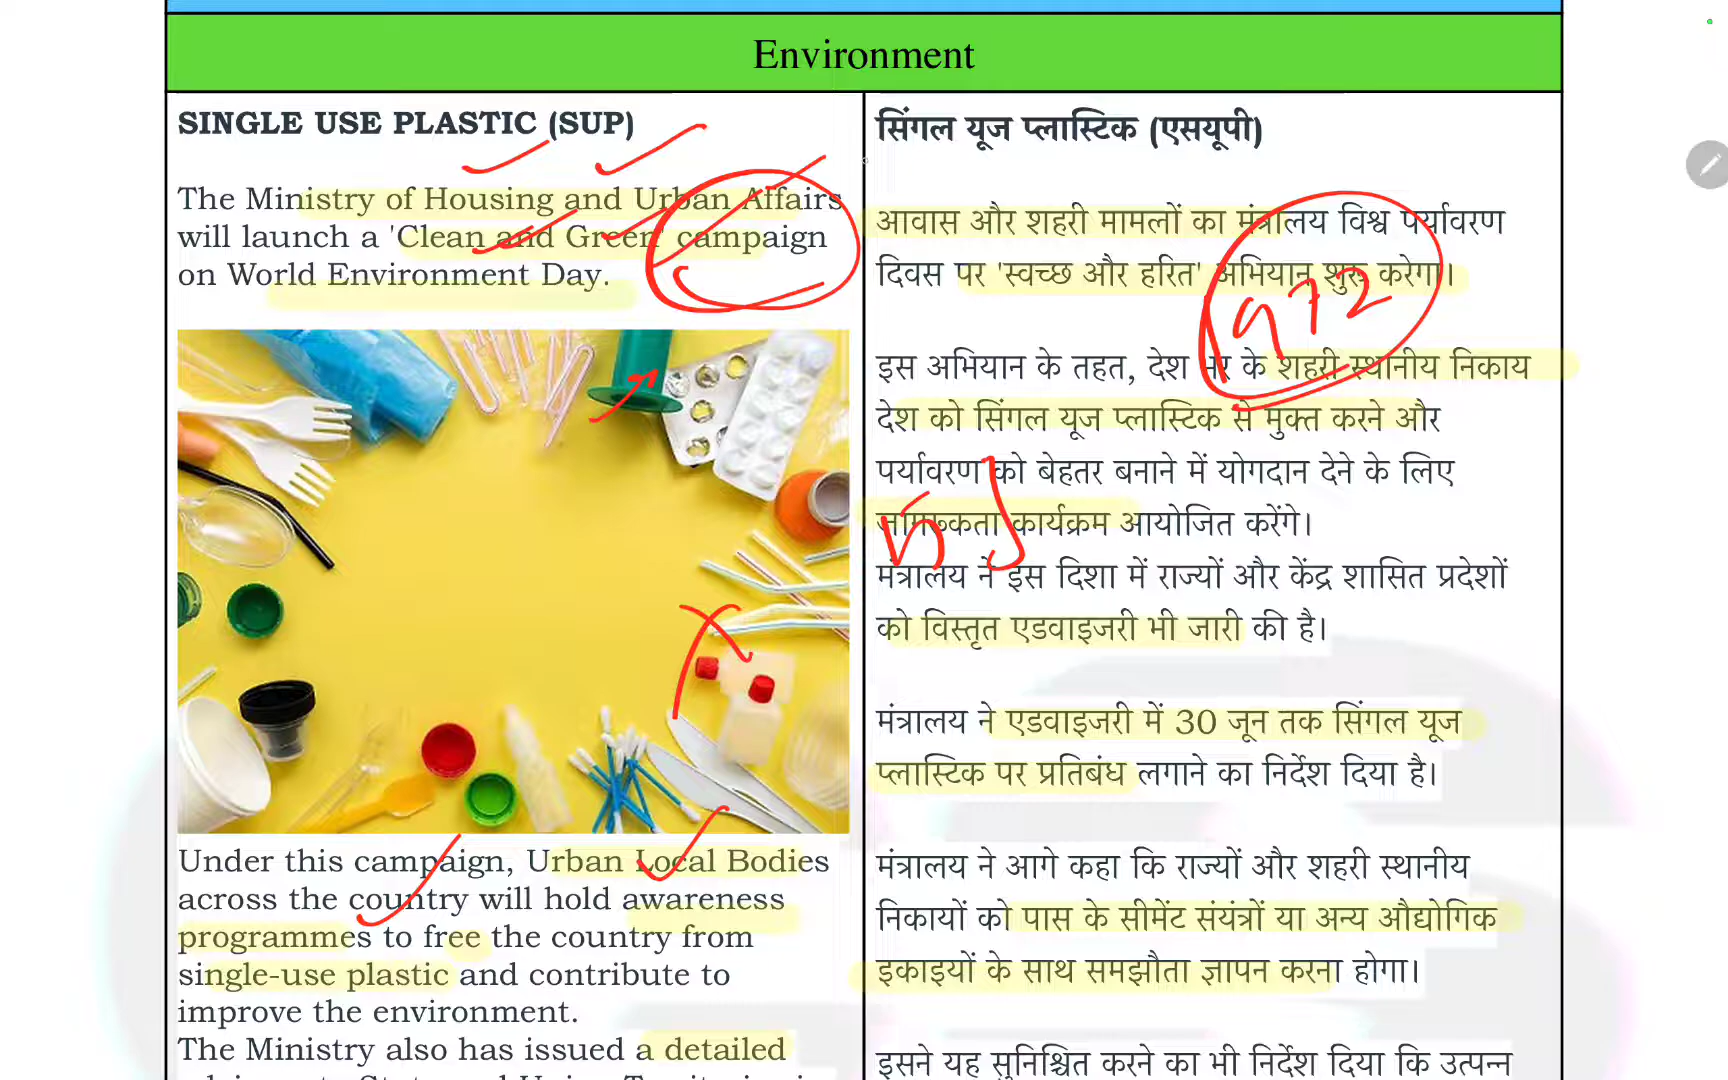 Environment
SINGLE USE PLASTIC (SUP)
The Ministry of Housing and Urban Affairs
will launch a 'Clean and Green' campaign
on World Environment Day.
Under this campaign, Urban Local Bodies
across the country will hold awareness
programmes to free the country from
single-use plastic and contribute to
improve the environment.
The Ministry also has issued a detailed
सिंगल यूज प्लास्टिक (एसयूपी)
आवास और शहरी मामलों का मंत्रालय विश्व पर्यावरण
दिवस पर 'स्वच्छ और हरित' अभियान शुरू करेगा।
972
इस अभियान के तहत, देश भर के शहरी स्थानीय निकाय
देश को सिंगल यूज प्लास्टिक से मुक्त करने और
पर्यावरण को बेहतर बनाने में योगदान देने के लिए
जागरूकता कार्यक्रम आयोजित करेंगे।
मंत्रालय ने इस दिशा में राज्यों और केंद्र शासित प्रदेशों
को विस्तृत एडवाइजरी भी जारी की है।
मंत्रालय ने एडवाइजरी में 30 जून तक सिंगल यूज
प्लास्टिक पर प्रतिबंध लगाने का निर्देश दिया है।
मंत्रालय ने आगे कहा कि राज्यों और शहरी स्थानीय
निकायों को पास के सीमेंट संयंत्रों या अन्य औद्योगिक
इकाइयों के साथ समझौता ज्ञापन करना होगा।
इसने यह सुनिश्चित करने का भी निर्देश दिया कि उत्पन्न